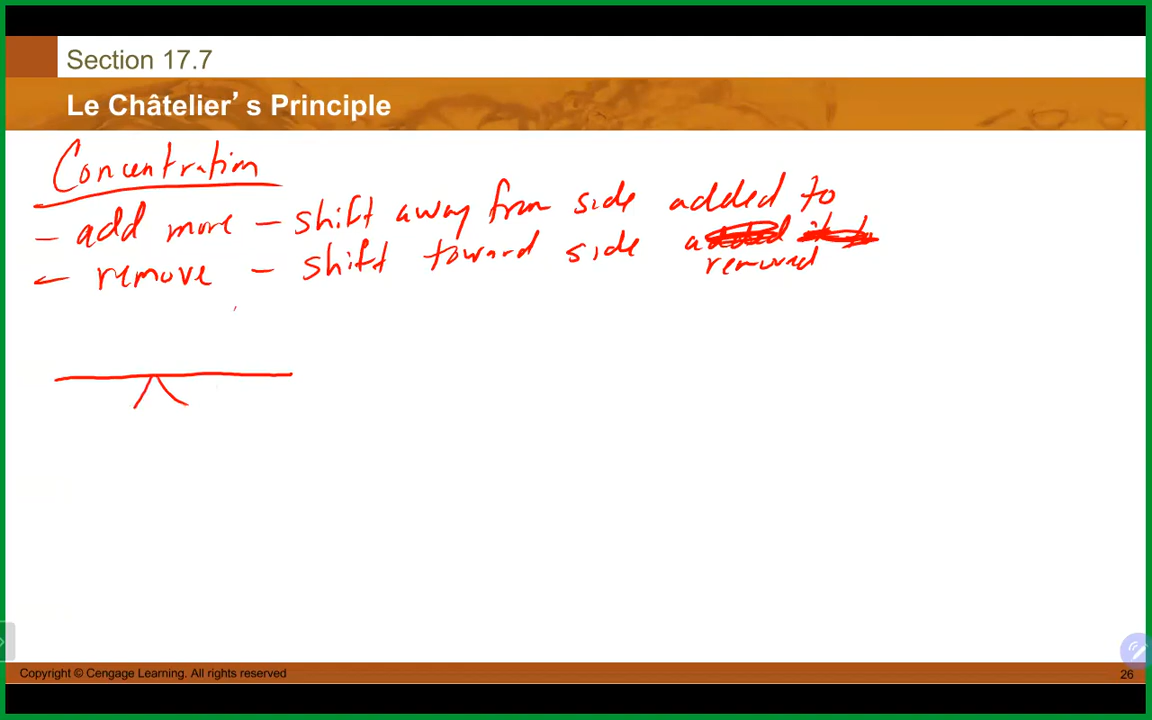 Section 17.7
Le Châtelier's Principle
Concentration
- add more - shift away from side added to
- remove - shift toward side
removed
Copyright © Cengage Learning. All rights reserved
26